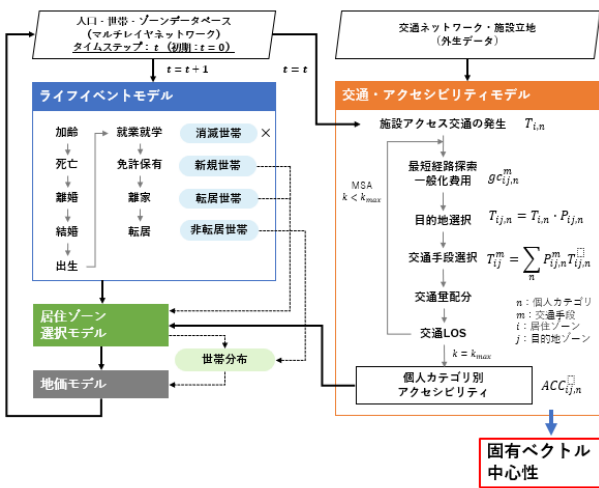 人口・世帯・ゾーンデータベース
(マルチレイヤネットワーク)
タイムステップ：t（初期：t=0）
交通ネットワーク・施設立地
(外生データ)
t = t + 1
t = t
ライフイベントモデル
加齢
死亡
離婚
結婚
出生
就業就学
免許保有
離家
転居
消滅世帯
×
新規世帯
転居世帯
非転居世帯
居住ゾーン
選択モデル
世帯分布
地価モデル
交通・アクセシビリティモデル
施設アクセス交通の発生 T_{i,n}
MSA
k < k_{max}
最短経路探索
一般化費用 gc_{ij,n}^{m}
目的地選択 T_{ij,n} = T_{i,n} · P_{ij,n}
交通手段選択 T_{ij}^{m} = \sum_{n} P_{ij,n}^{m} T_{ij,n}^{□}
交通量配分
交通LOS
n：個人カテゴリ
m：交通手段
i：居住ゾーン
j：目的地ゾーン
k = k_{max}
個人カテゴリ別
アクセシビリティ
ACC_{ij,n}^{□}
固有ベクトル
中心性